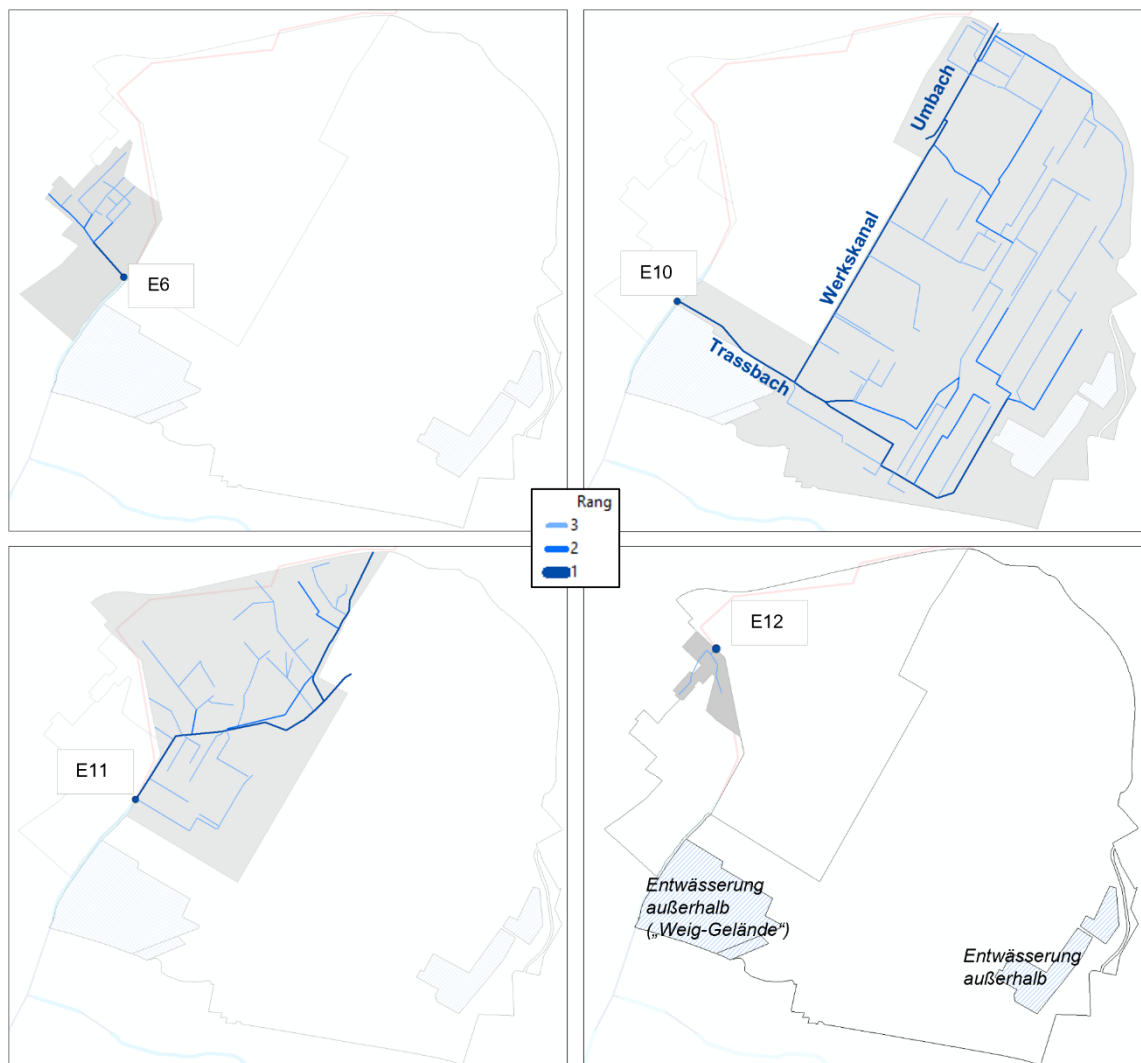 E6
Umbach
Werkskanal
E10
Trassbach
Rang
3
2
1
E11
E12
Entwässerung
außerhalb
(„Weig-Gelände“)
Entwässerung
außerhalb